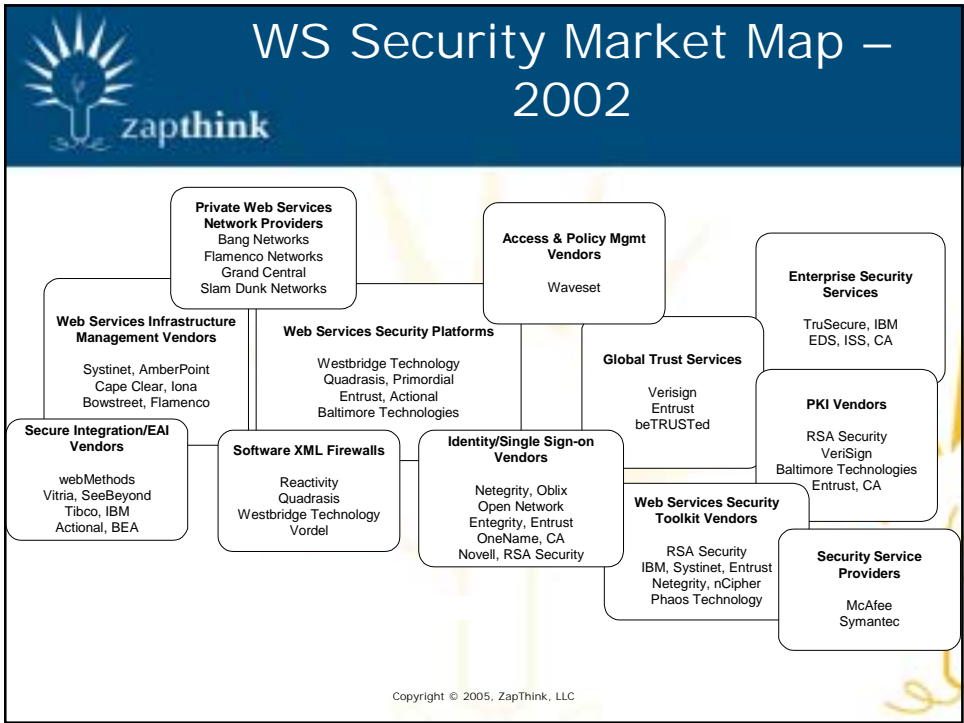 WS Security Market Map –
2002
zapthink
Private Web Services
Network Providers
Bang Networks
Flamenco Networks
Grand Central
Slam Dunk Networks
Access & Policy Mgmt
Vendors
Waveset
Enterprise Security
Services
TruSecure, IBM
EDS, ISS, CA
Web Services Infrastructure
Management Vendors
Systinet, AmberPoint
Cape Clear, Iona
Bowstreet, Flamenco
Web Services Security Platforms
Westbridge Technology
Quadrasis, Primordial
Entrust, Actional
Baltimore Technologies
Global Trust Services
Verisign
Entrust
beTRUSTed
PKI Vendors
RSA Security
VeriSign
Baltimore Technologies
Entrust, CA
Secure Integration/EAI
Vendors
webMethods
Vitria, SeeBeyond
Tibco, IBM
Actional, BEA
Software XML Firewalls
Reactivity
Quadrasis
Westbridge Technology
Vordel
Identity/Single Sign-on
Vendors
Netegrity, Oblix
Open Network
Entegrity, Entrust
OneName, CA
Novell, RSA Security
Web Services Security
Toolkit Vendors
RSA Security
IBM, Systinet, Entrust
Netegrity, nCipher
Phaos Technology
Security Service
Providers
McAfee
Symantec
Copyright © 2005, ZapThink, LLC